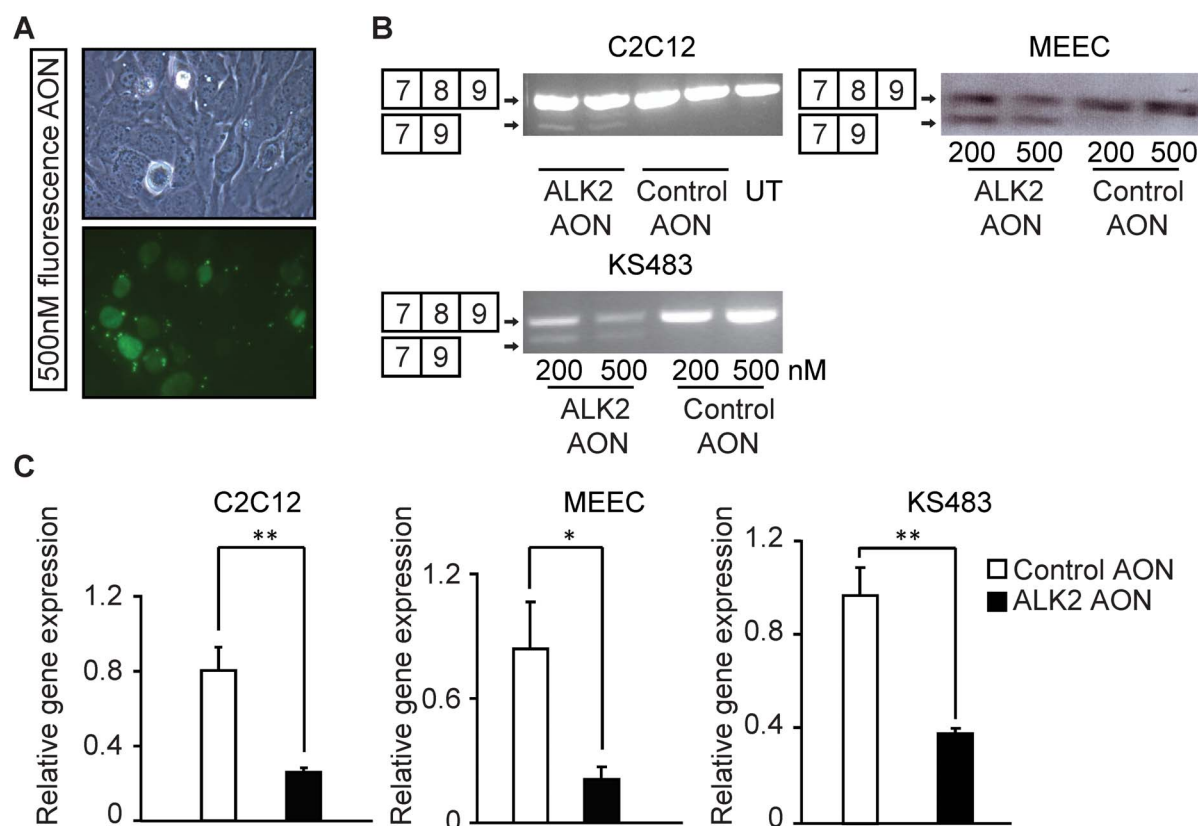 A
500nM fluorescence AON
B
C2C12
7 8 9
7 9
ALK2 AON
Control AON
UT
MEEC
7 8 9
7 9
200 500 200 500
ALK2 AON
Control AON
KS483
7 8 9
7 9
200 500 200 500 nM
ALK2 AON
Control AON
C
C2C12
Relative gene expression
1.2
0.8
0.4
0
**
MEEC
Relative gene expression
1.2
0.6
0
*
KS483
Relative gene expression
1.2
0.8
0.4
0
**
Control AON
ALK2 AON